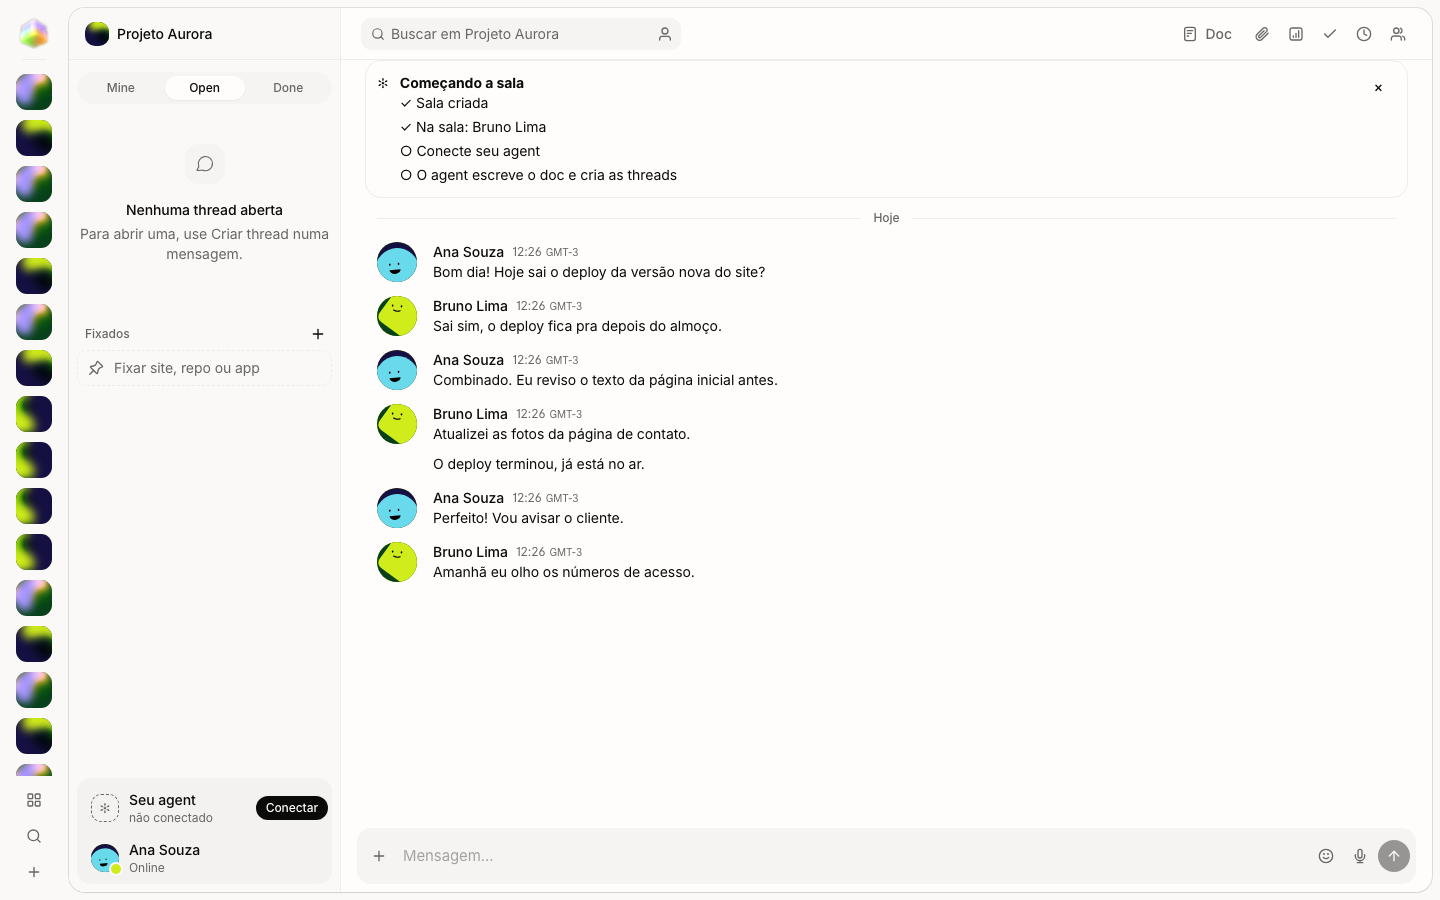 Projeto Aurora
Buscar em Projeto Aurora
Doc
Mine
Open
Done
Nenhuma thread aberta
Para abrir uma, use Criar thread numa
mensagem.
Fixados
Fixar site, repo ou app
Seu agent
não conectado
Conectar
Ana Souza
Online
Começando a sala
Sala criada
Na sala: Bruno Lima
Conecte seu agent
O agent escreve o doc e cria as threads
Hoje
Ana Souza 12:26 GMT-3
Bom dia! Hoje sai o deploy da versão nova do site?
Bruno Lima 12:26 GMT-3
Sai sim, o deploy fica pra depois do almoço.
Ana Souza 12:26 GMT-3
Combinado. Eu reviso o texto da página inicial antes.
Bruno Lima 12:26 GMT-3
Atualizei as fotos da página de contato.
O deploy terminou, já está no ar.
Ana Souza 12:26 GMT-3
Perfeito! Vou avisar o cliente.
Bruno Lima 12:26 GMT-3
Amanhã eu olho os números de acesso.
Mensagem...